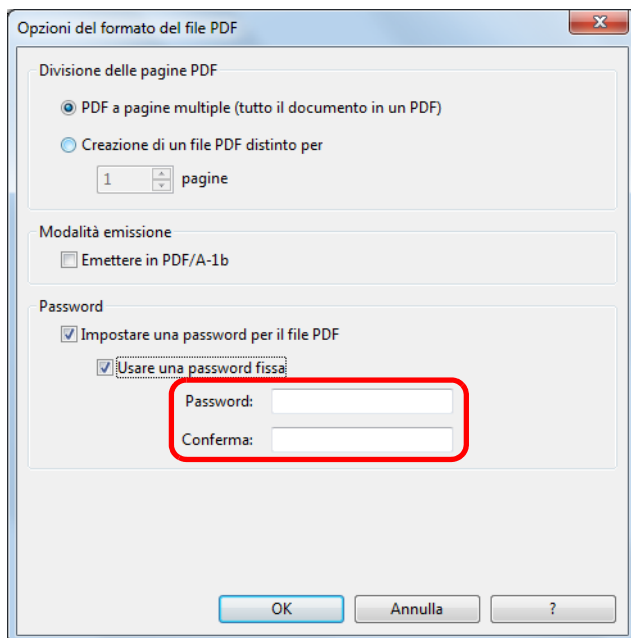 Opzioni del formato del file PDF
Divisione delle pagine PDF
PDF a pagine multiple (tutto il documento in un PDF)
Creazione di un file PDF distinto per
1 pagine
Modalità emissione
Emettere in PDF/A-1b
Password
Impostare una password per il file PDF
Usare una password fissa
Password:
Conferma:
OK Annulla ?